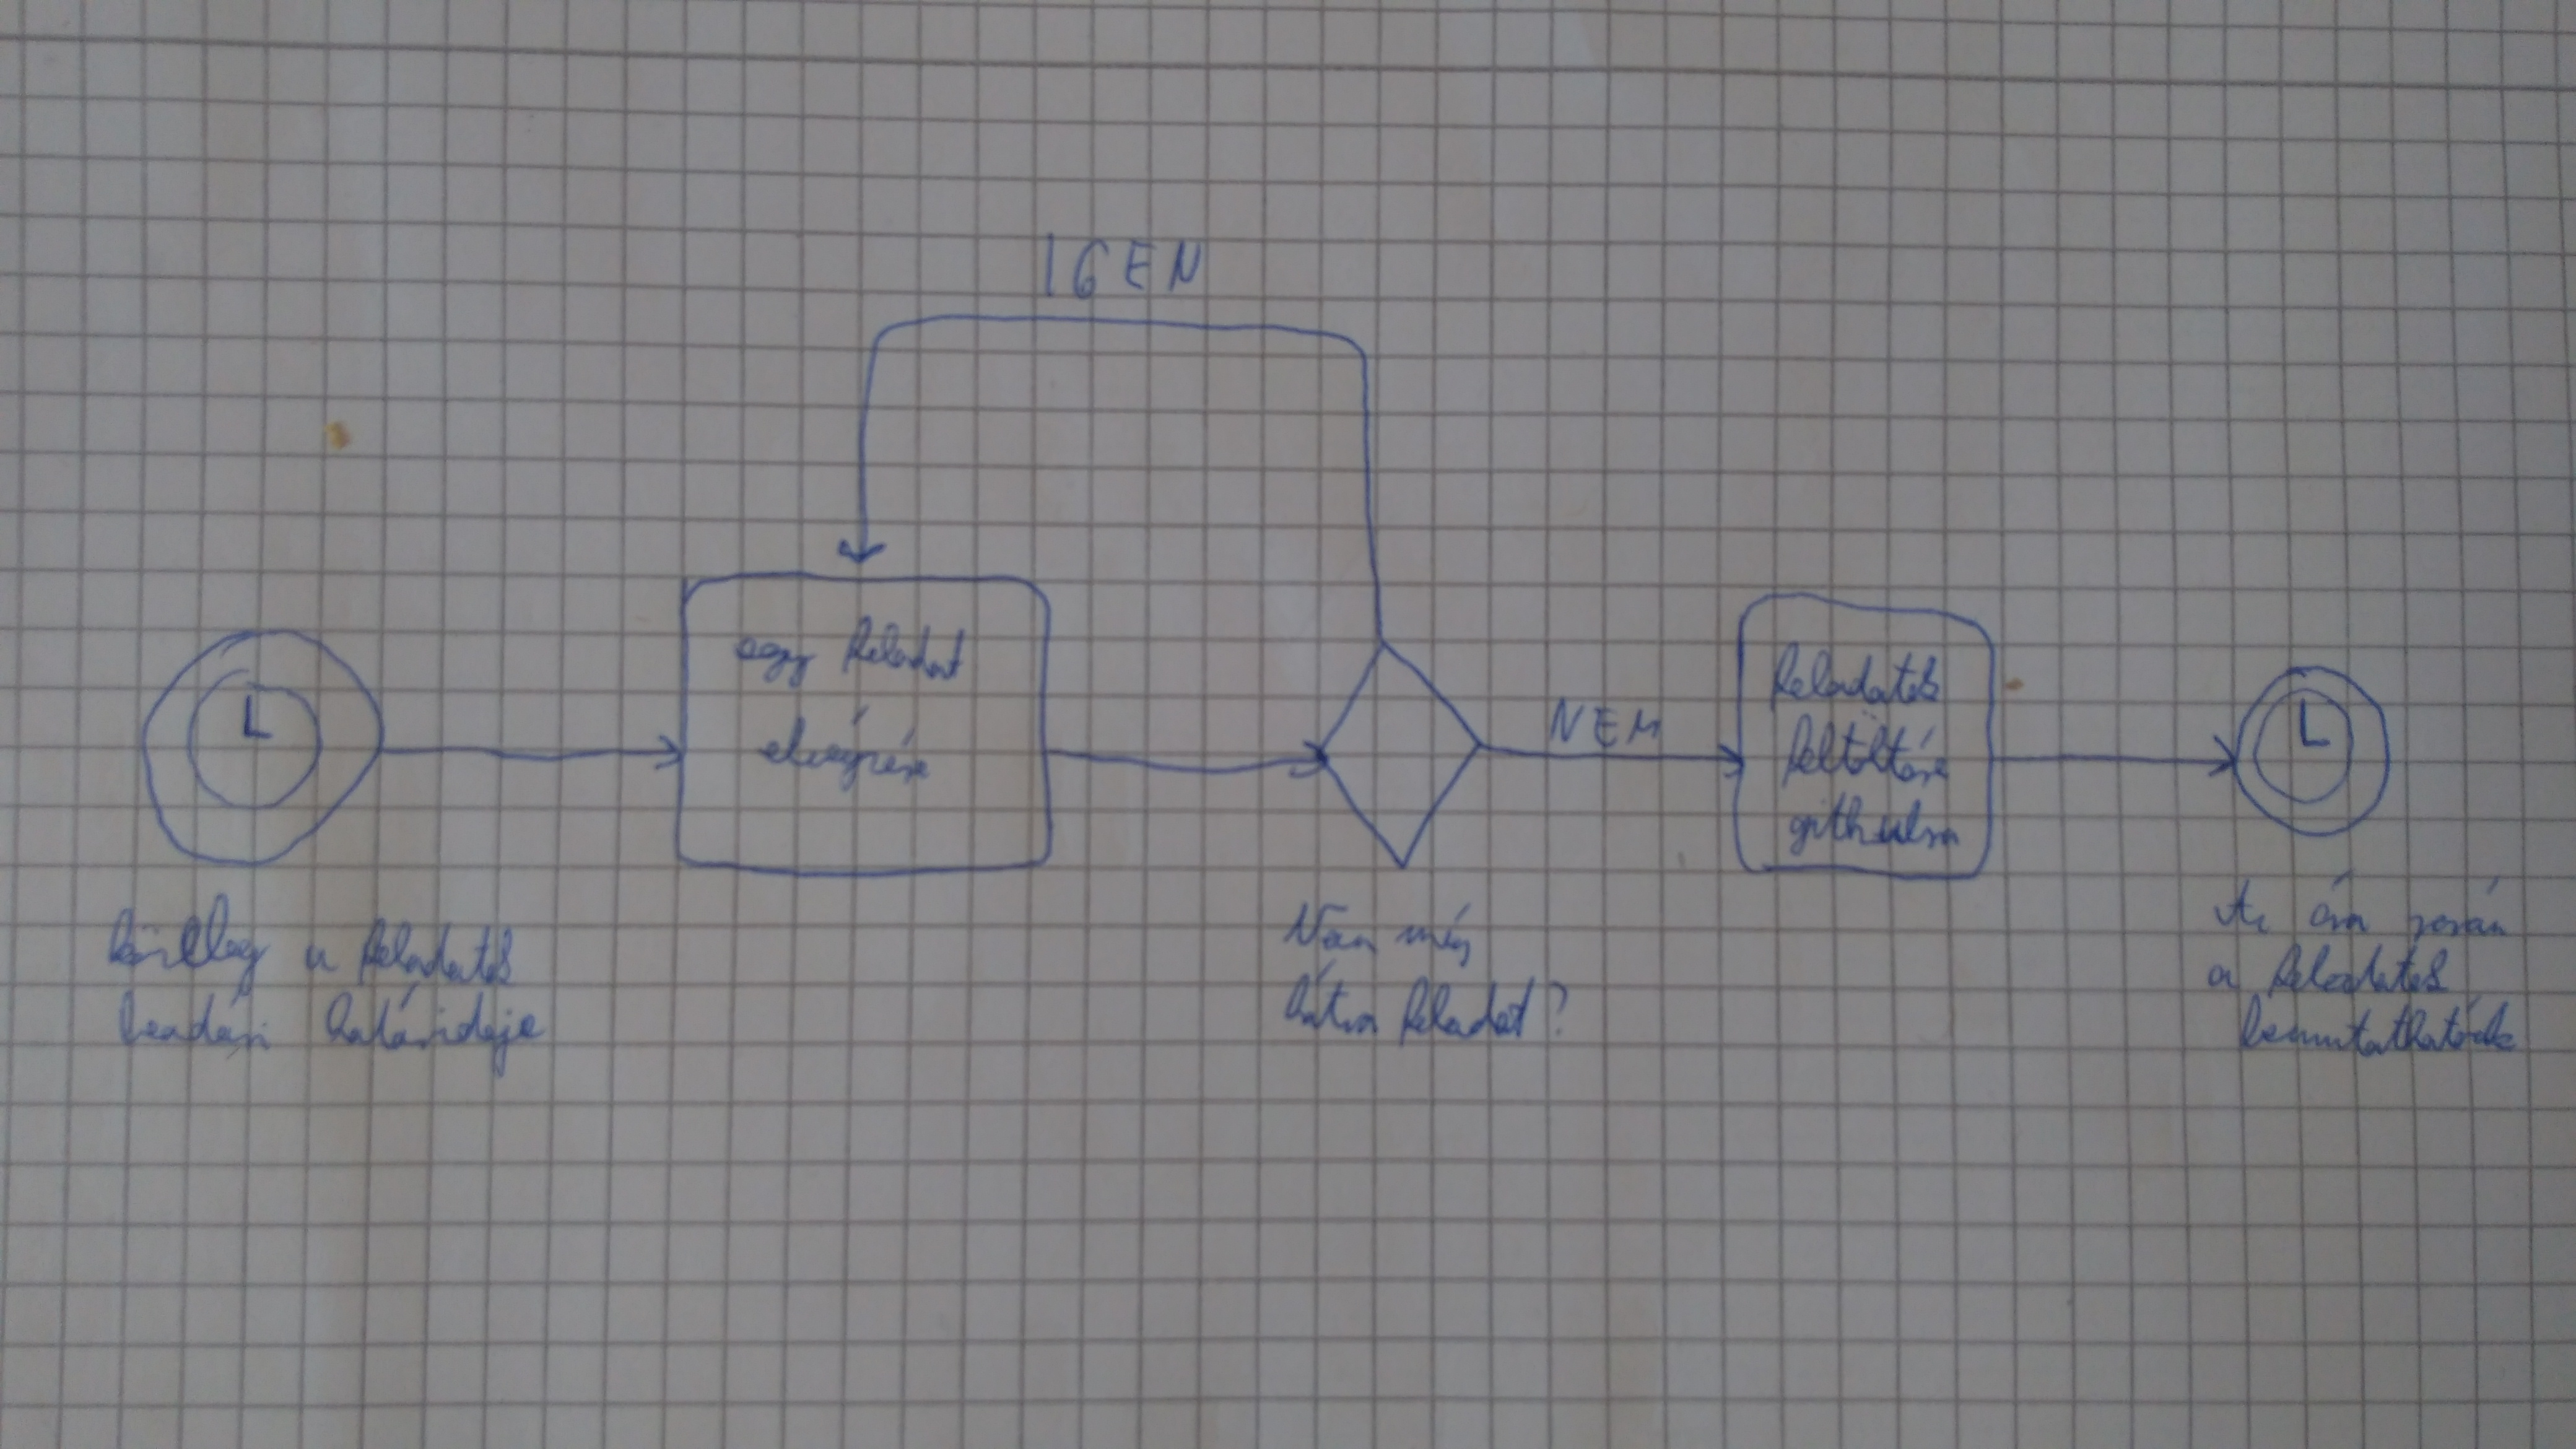 IGEN
egy feladat
elvégzése
NEM
feladatok
feltöltése
githubra
közeleg a feladatok
beadási határideje
Van még
hátra feladat?
Az óra során
a feladatok
bemutathatóak